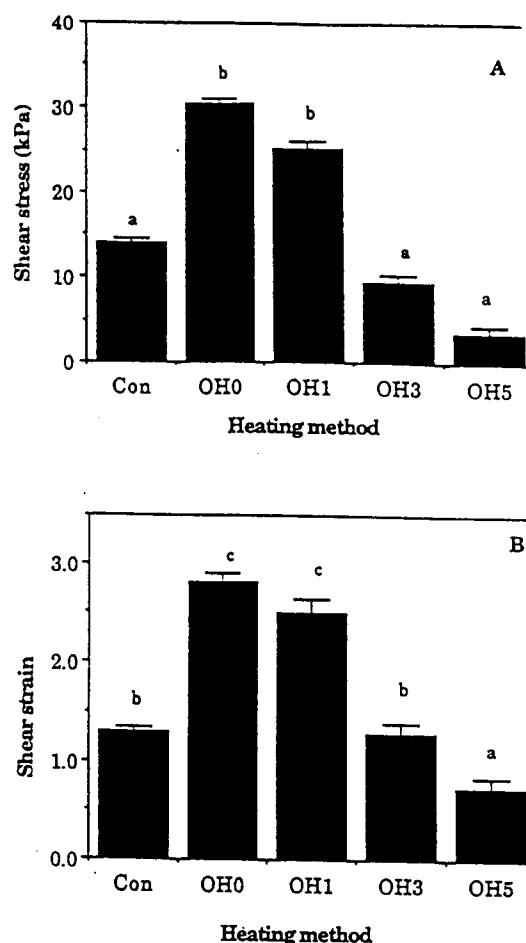 A
Shear stress (kPa)
40
30
20
10
0
a
b
b
a
a
Con OH0 OH1 OH3 OH5
Heating method
B
Shear strain
3.0
2.0
1.0
0.0
b
c
c
b
a
Con OH0 OH1 OH3 OH5
Heating method